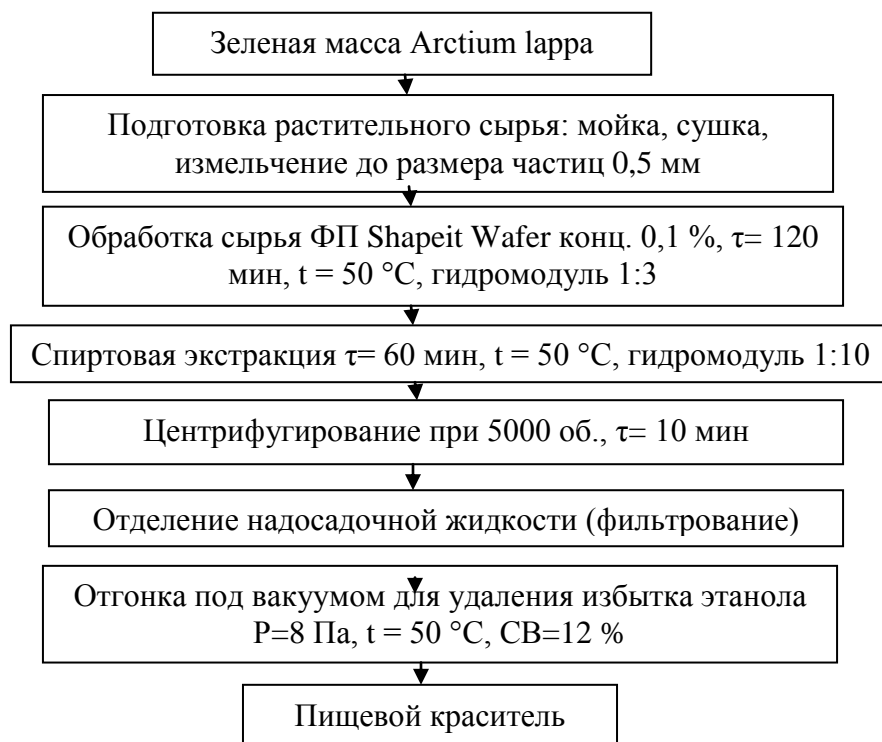 Зеленая масса Arctium lappa
Подготовка растительного сырья: мойка, сушка,
измельчение до размера частиц 0,5 мм
Обработка сырья ФП Shapeit Wafer конц. 0,1 %, τ= 120
мин, t = 50 °С, гидромодуль 1:3
Спиртовая экстракция τ= 60 мин, t = 50 °С, гидромодуль 1:10
Центрифугирование при 5000 об., τ= 10 мин
Отделение надосадочной жидкости (фильтрование)
Отгонка под вакуумом для удаления избытка этанола
Р=8 Па, t = 50 °С, СВ=12 %
Пищевой краситель